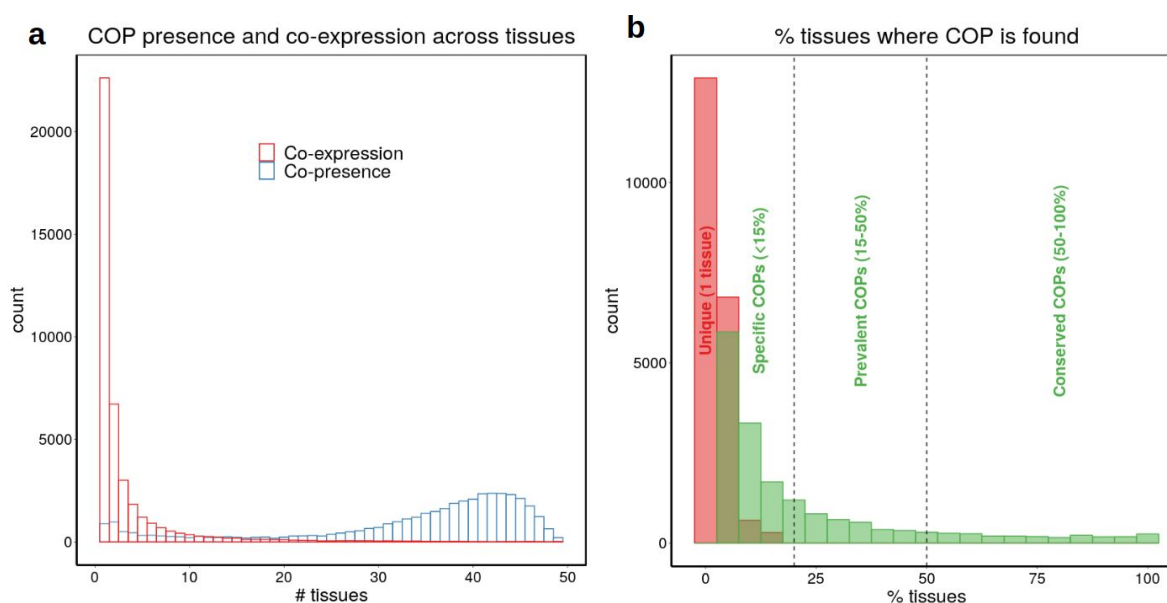 a
COP presence and co-expression across tissues
count
20000
15000
10000
5000
0
Co-expression
Co-presence
0
10
20
30
40
50
# tissues
b
% tissues where COP is found
count
10000
5000
0
Unique (1 tissue)
Specific COPs (<15%)
Prevalent COPs (15-50%)
Conserved COPs (50-100%)
0
25
50
75
100
% tissues